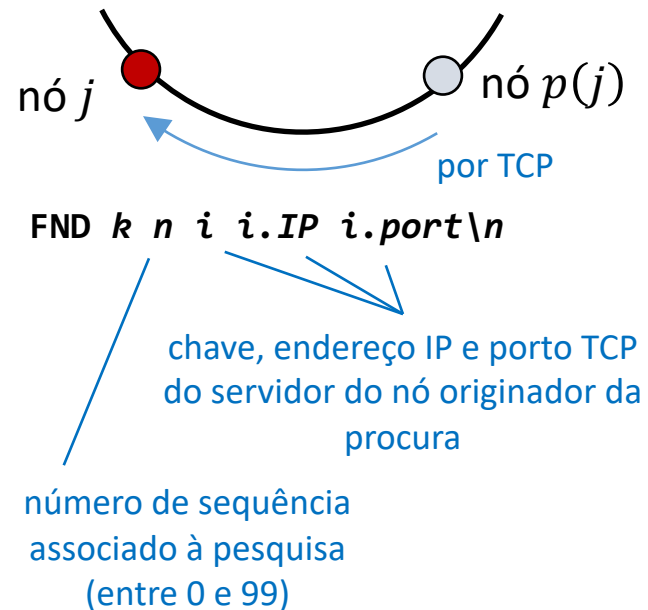 nó j
nó p(j)
por TCP
FND k n i i.IP i.port\n
chave, endereço IP e porto TCP
do servidor do nó originador da
procura
número de sequência
associado à pesquisa
(entre 0 e 99)